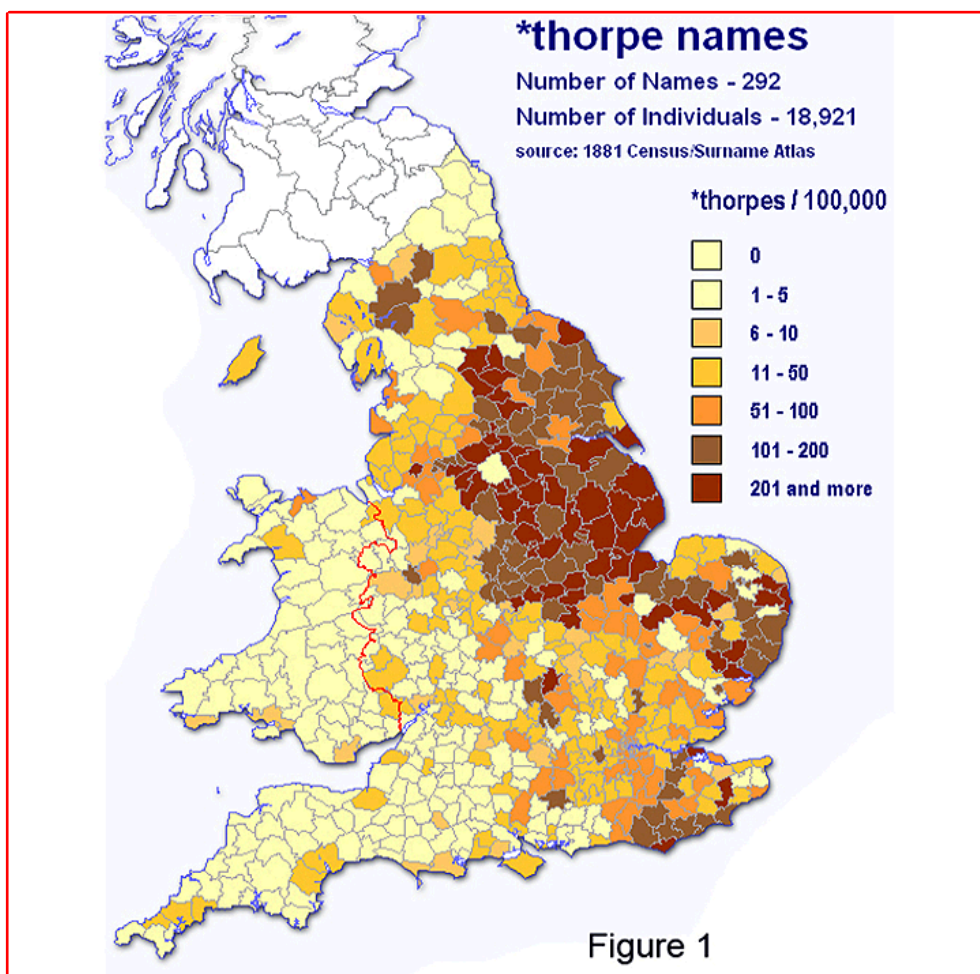 *thorpe names
Number of Names - 292
Number of Individuals - 18,921
source: 1881 Census/Surname Atlas
*thorpes / 100,000
0
1 - 5
6 - 10
11 - 50
51 - 100
101 - 200
201 and more
Figure 1